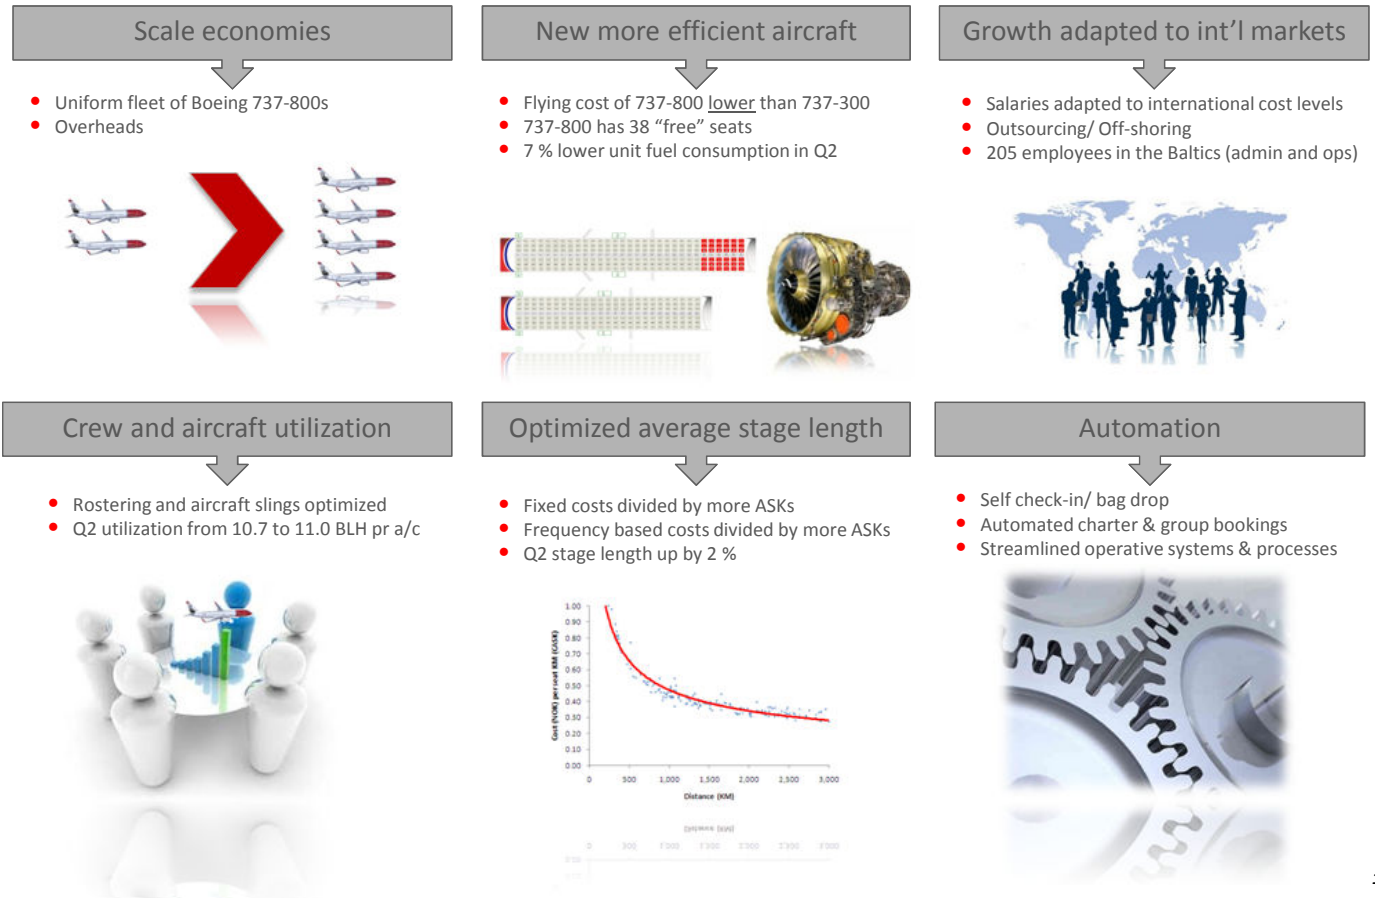 Scale economies
Uniform fleet of Boeing 737-800s
Overheads
New more efficient aircraft
Flying cost of 737-800 lower than 737-300
737-800 has 38 “free” seats
7 % lower unit fuel consumption in Q2
Growth adapted to int’l markets
Salaries adapted to international cost levels
Outsourcing/ Off-shoring
205 employees in the Baltics (admin and ops)
Crew and aircraft utilization
Rostering and aircraft slings optimized
Q2 utilization from 10.7 to 11.0 BLH pr a/c
Optimized average stage length
Fixed costs divided by more ASKs
Frequency based costs divided by more ASKs
Q2 stage length up by 2 %
Cost (NOK) per seat KM (CASK)
1.00
0.90
0.80
0.70
0.60
0.50
0.40
0.30
0.20
0.10
0.00
0 500 1,000 1,500 2,000 2,500 3,000
Distance (KM)
Automation
Self check-in/ bag drop
Automated charter & group bookings
Streamlined operative systems & processes